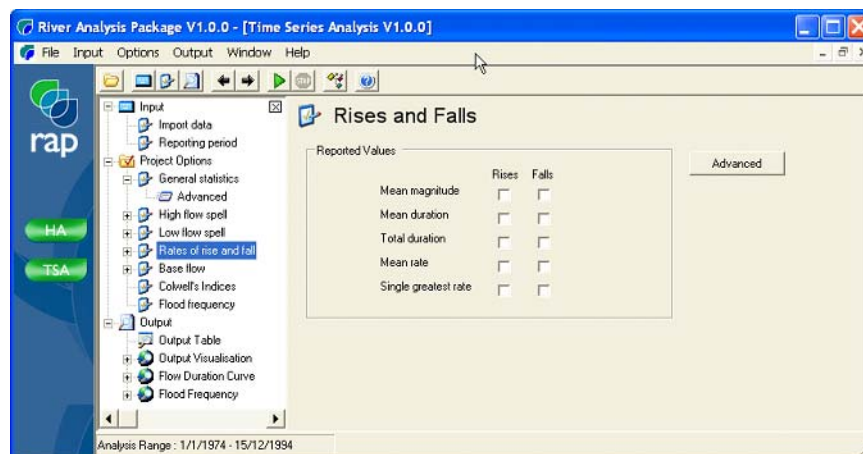 River Analysis Package V1.0.0 - [Time Series Analysis V1.0.0]
File Input Options Output Window Help
rap
HA
TSA
Input
Import data
Reporting period
Project Options
General statistics
Advanced
High flow spell
Low flow spell
Rates of rise and fall
Base flow
Colwell's Indices
Flood frequency
Output
Output Table
Output Visualisation
Flow Duration Curve
Flood Frequency
Rises and Falls
Reported Values
Rises Falls
Mean magnitude
Mean duration
Total duration
Mean rate
Single greatest rate
Advanced
Analysis Range : 1/1/1974 - 15/12/1994